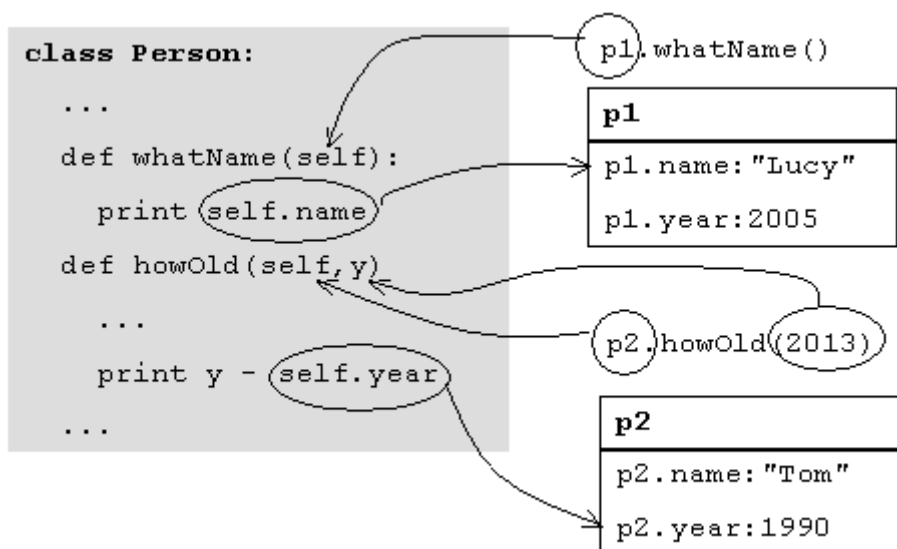 class Person:
...
def whatName(self):
print self.name
def howOld(self,y)
...
print y - self.year
...
p1.whatName()
p1
p1.name:"Lucy"
p1.year:2005
p2.howOld(2013)
p2
p2.name:"Tom"
p2.year:1990